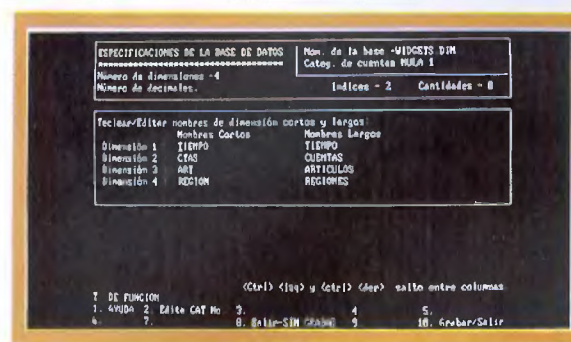 ESPECIFICACIONES DE LA BASE DE DATOS
Nom. de la base -WIDGETS DIM
Categ. de cuentas NULA 1
Número de dimensiones -4
Número de decimales.
Indices - 2 Cantidades - 0
Teclear/Editar nombres de dimensión cortos y largos:
Nombres Cortos Nombres Largos
Dimensión 1 TIEMPO TIEMPO
Dimensión 2 CTAS CUENTAS
Dimensión 3 ART ARTICULOS
Dimensión 4 REGION REGIONES
<Ctrl> <izq> y <ctrl> <der> salto entre columnas
T DE FUNCION
1. AYUDA 2. Edita CAT No 3. 4 5.
6. 7. 8. Salir-SIN GRABAR 9 10. Grabar/Salir